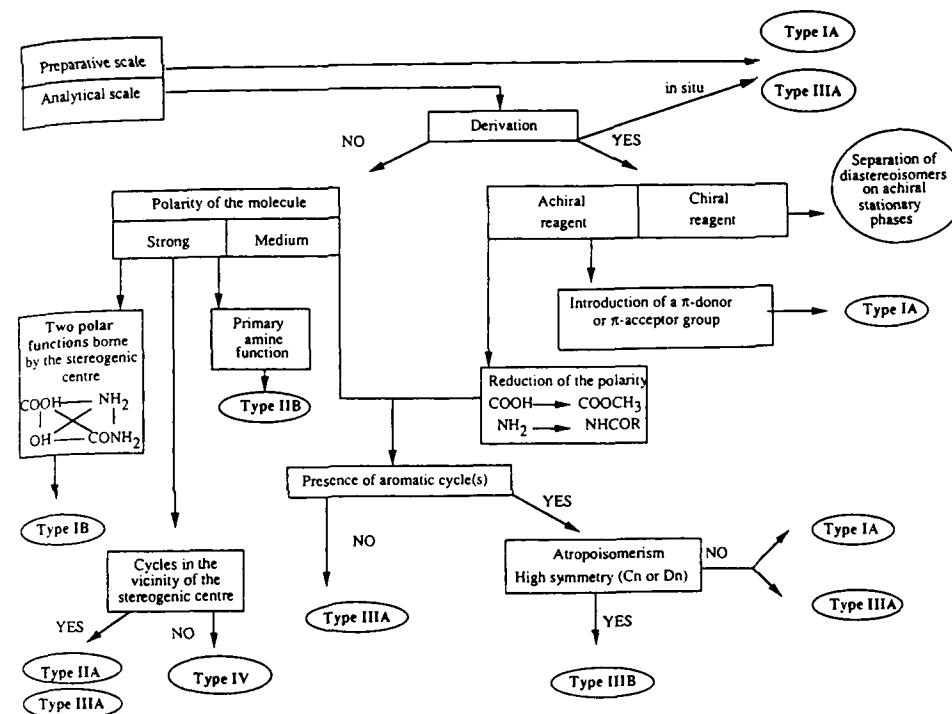 Type IA
Preparative scale
Analytical scale
in situ
Type IIIA
Derivation
NO
YES
Separation of
diastereoisomers
on achiral
stationary
phases
Polarity of the molecule
Strong
Medium
Achiral
reagent
Chiral
reagent
Introduction of a π-donor
or π-acceptor group
Type IA
Two polar
functions borne
by the stereogenic
centre
COOH NH2
OH CONH2
Primary
amine
function
Type IIB
Reduction of the polarity
COOH COOCH3
NH2 NHCOR
Presence of aromatic cycle(s)
YES
NO
Type IB
Cycles in the
vicinity of the
stereogenic centre
Atropoisomerism
High symmetry (Cn or Dn)
NO
Type IA
Type IIIA
Type IIIA
YES
NO
YES
Type IIA
Type IIIA
Type IV
Type IIIB